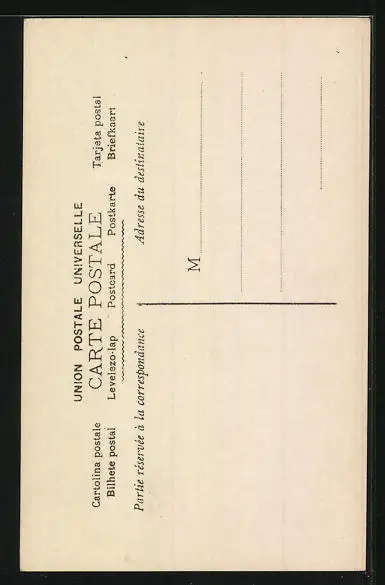 UNION POSTALE UNIVERSELLE
CARTE POSTALE
Cartolina postale
Tarjeta postal
Bilhete postal
Levelezo-lap
Postcard
Postkarte
Briefkaart
Partie réservée à la correspondance
Adresse du destinataire
M